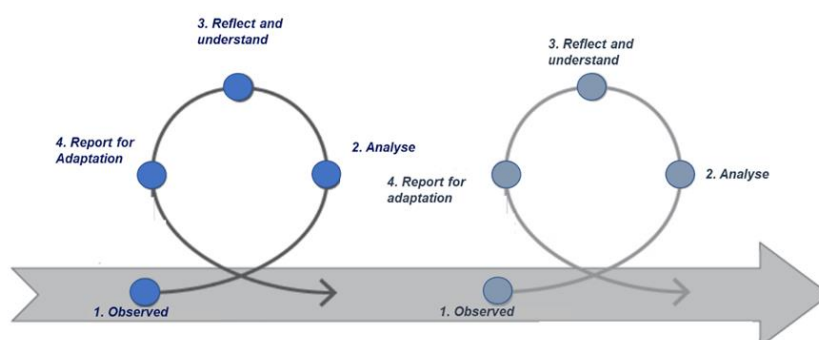 3. Reflect and
understand
4. Report for
Adaptation
2. Analyse
1. Observed
3. Reflect and
understand
4. Report for
adaptation
2. Analyse
1. Observed